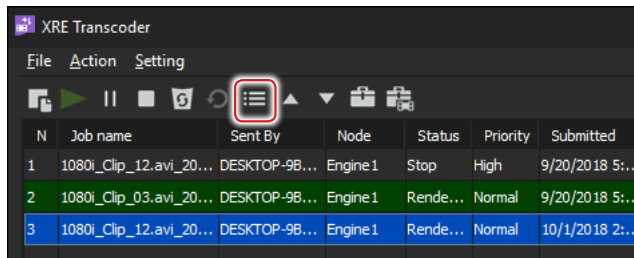 XRE Transcoder
File Action Setting
N Job name Sent By Node Status Priority Submitted
1 1080i_Clip_12.avi_20... DESKTOP-9B... Engine1 Stop High 9/20/2018 5:..
2 1080i_Clip_03.avi_20... DESKTOP-9B... Engine1 Rende... Normal 9/20/2018 5:..
3 1080i_Clip_12.avi_20... DESKTOP-9B... Engine1 Rende... Normal 10/1/2018 2:..